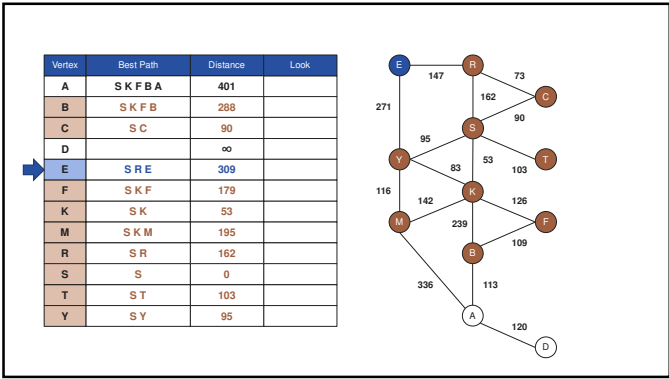 Vertex Best Path Distance Look
A S K F B A 401
B S K F B 288
C S C 90
D ∞
E S R E 309
F S K F 179
K S K 53
M S K M 195
R S R 162
S S 0
T S T 103
Y S Y 95
E R
147 73
C
271 162 90
S
95
Y 83 53 103 T
116 K
142 126
M 239 F
109
B
336 113
A
120
D